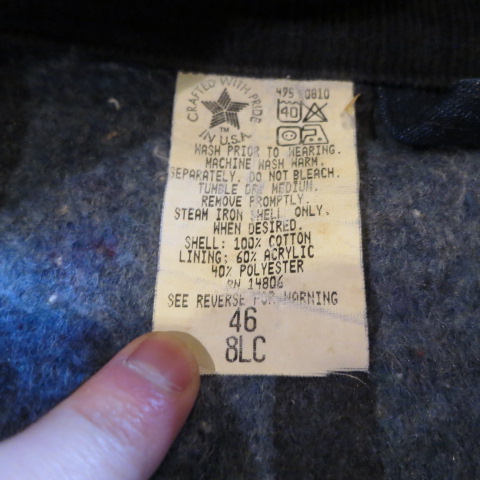 CRAFTED WITH PRIDE
TM
IN U.S.A.
495 0810
40
WASH PRIOR TO WEARING.
MACHINE WASH WARM.
SEPARATELY. DO NOT BLEACH.
TUMBLE DRY MEDIUM.
REMOVE PROMPTLY.
STEAM IRON SHELL ONLY,
WHEN DESIRED.
SHELL: 100% COTTON
LINING: 60% ACRYLIC
40% POLYESTER
RN 14806
SEE REVERSE FOR WARNING
46
8LC